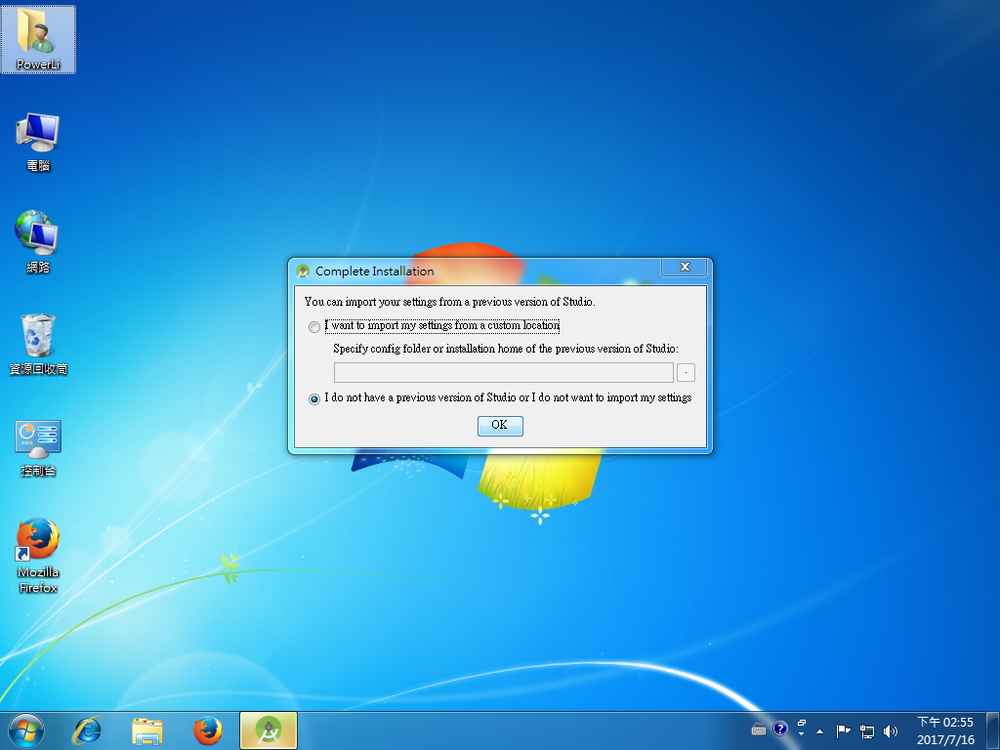 PowerLi
電腦
網路
資源回收筒
控制台
Mozilla
Firefox
Complete Installation
You can import your settings from a previous version of Studio.
I want to import my settings from a custom location
Specify config folder or installation home of the previous version of Studio:
.
I do not have a previous version of Studio or I do not want to import my settings
OK
下午 02:55
2017/7/16